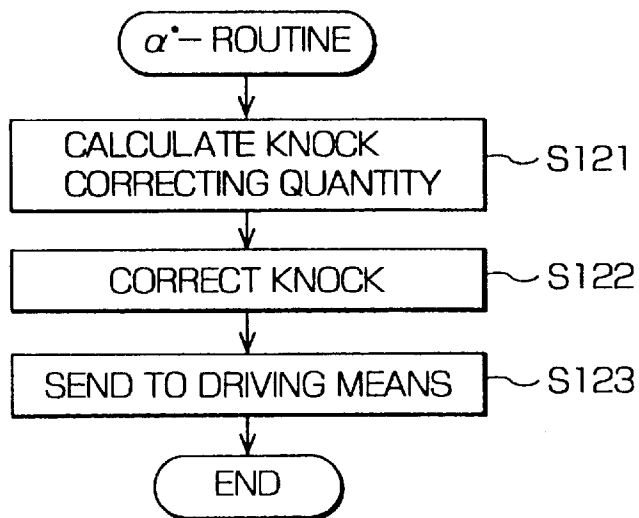 α*– ROUTINE
CALCULATE KNOCK
CORRECTING QUANTITY
S121
CORRECT KNOCK
S122
SEND TO DRIVING MEANS
S123
END